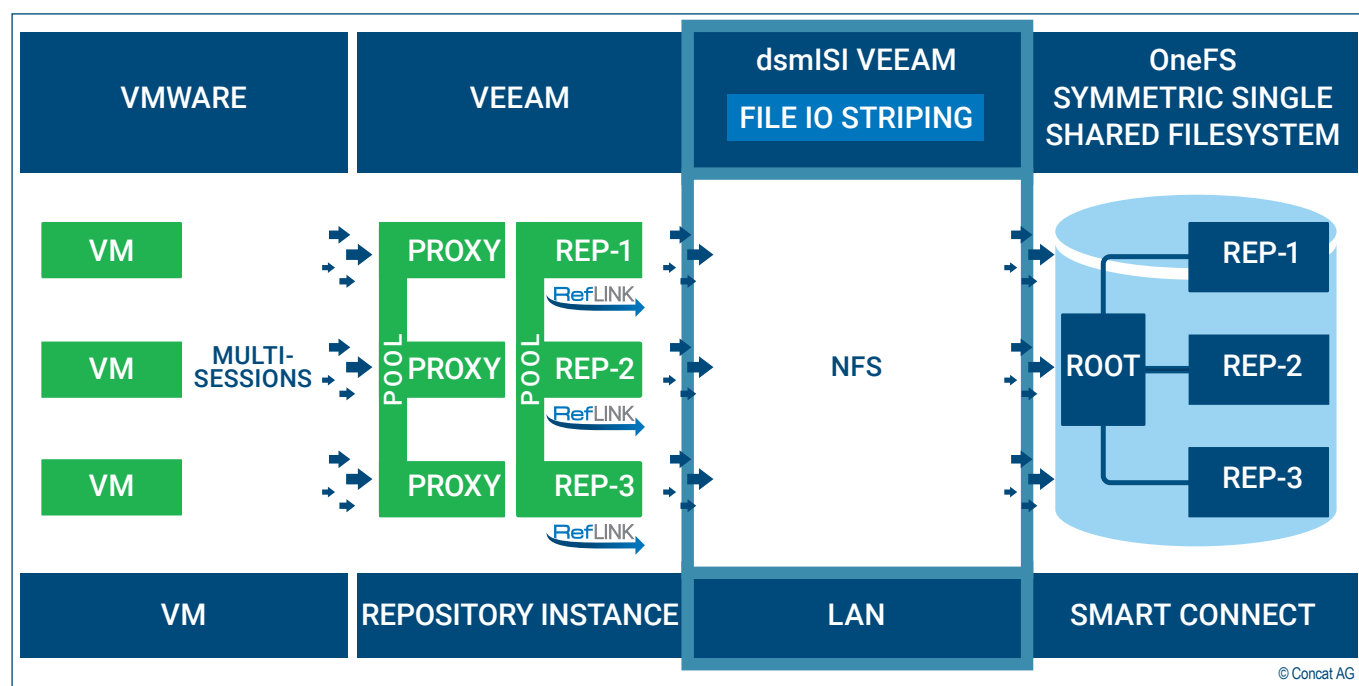 VMWARE
VEEAM
dsmISI VEEAM
FILE IO STRIPING
OneFS
SYMMETRIC SINGLE
SHARED FILESYSTEM
VM
VM
VM
MULTI-
SESSIONS
POOL
PROXY
PROXY
PROXY
POOL
REP-1
RefLINK
REP-2
RefLINK
REP-3
RefLINK
NFS
ROOT
REP-1
REP-2
REP-3
VM
REPOSITORY INSTANCE
LAN
SMART CONNECT
© Concat AG